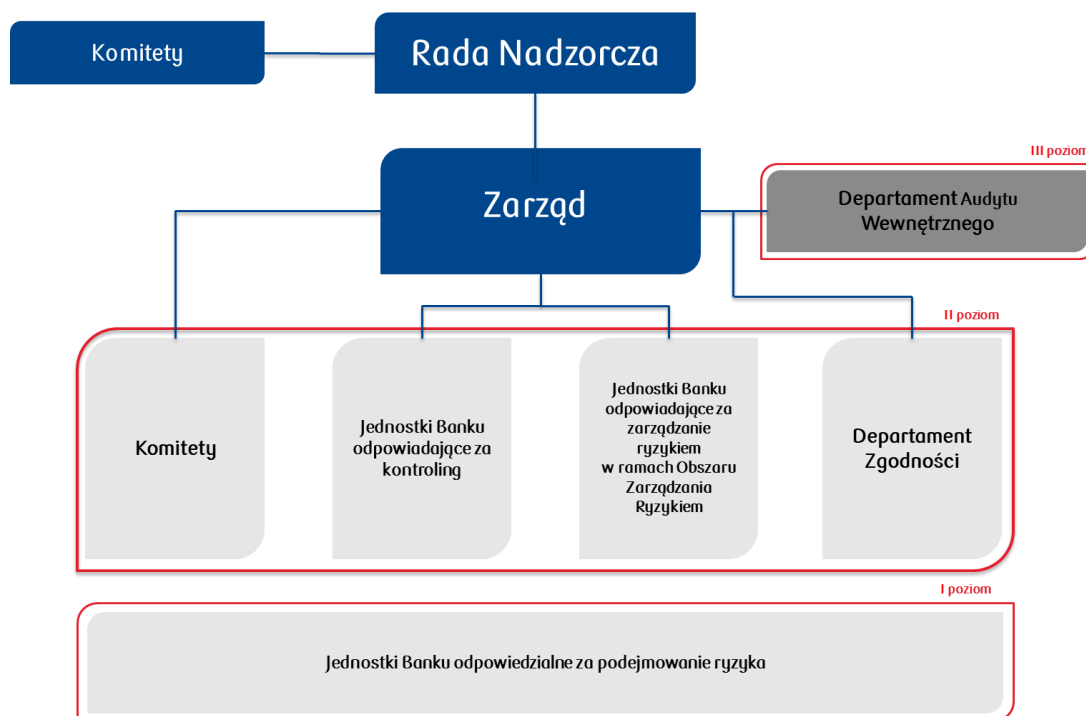 Komitety
Rada Nadzorcza
Zarząd
III poziom
Departament Audytu
Wewnętrznego
II poziom
Komitety
Jednostki Banku
odpowiadające za
kontroling
Jednostki Banku
odpowiadające za
zarządzanie
ryzykiem
w ramach Obszaru
Zarządzania
Ryzykiem
Departament
Zgodności
I poziom
Jednostki Banku odpowiedzialne za podejmowanie ryzyka